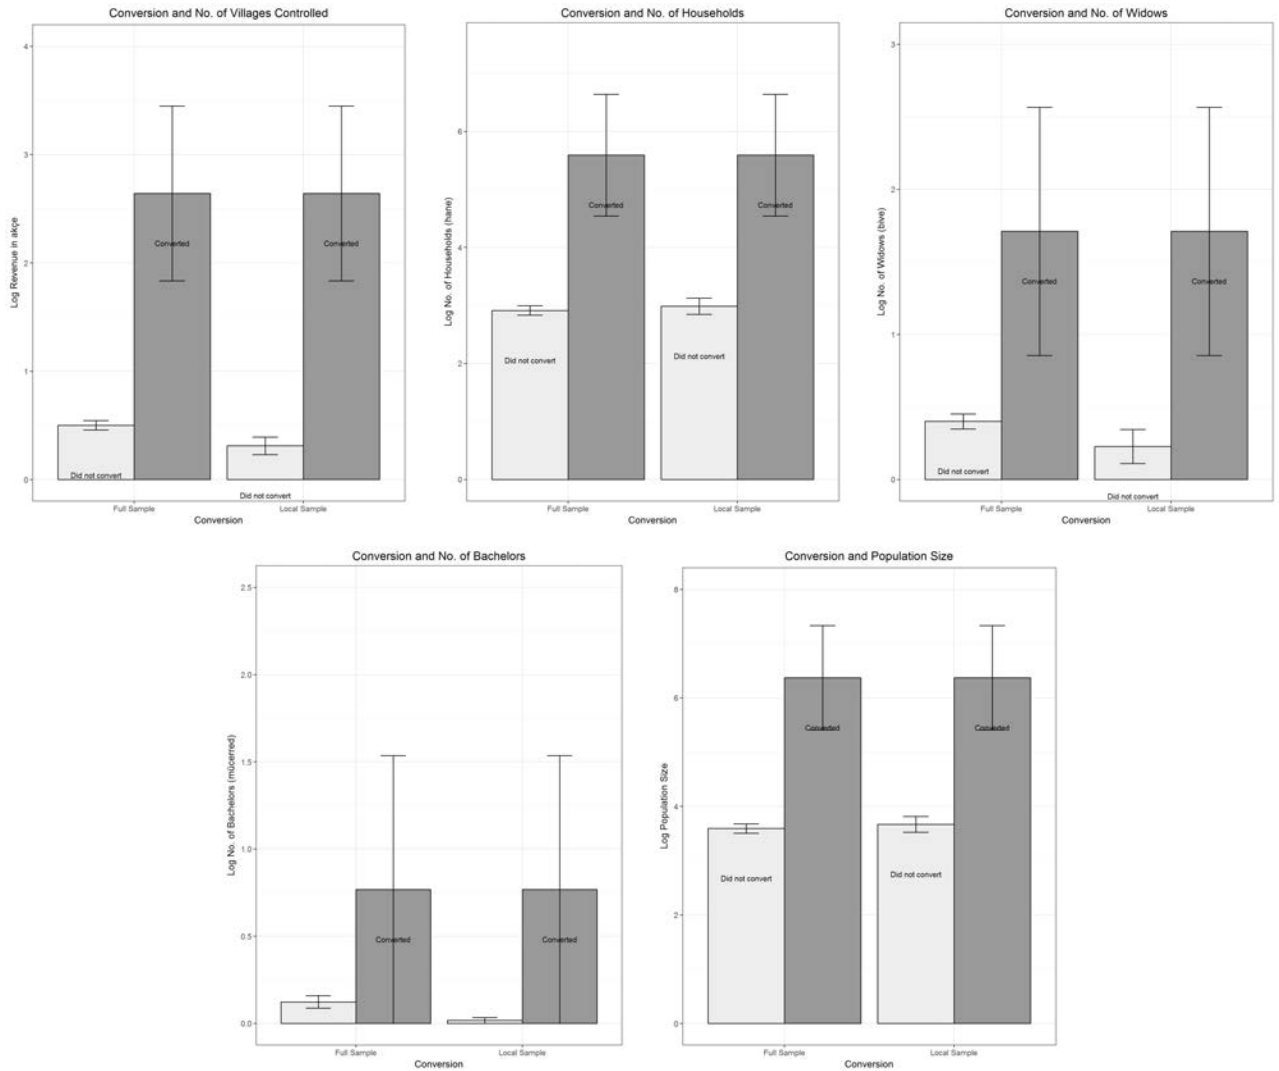 Conversion and No. of Villages Controlled
Log Revenue in akçe
4
3
2
1
0
Converted
Converted
Did not convert
Did not convert
Full Sample
Local Sample
Conversion
Conversion and No. of Households
Log No. of Households (hane)
6
4
2
0
Converted
Converted
Did not convert
Did not convert
Full Sample
Local Sample
Conversion
Conversion and No. of Widows
Log No. of Widows (bive)
3
2
1
0
Converted
Converted
Did not convert
Did not convert
Full Sample
Local Sample
Conversion
Conversion and No. of Bachelors
Log No. of Bachelors (mücerred)
2.5
2.0
1.5
1.0
0.5
0.0
Converted
Converted
Full Sample
Local Sample
Conversion
Conversion and Population Size
Log Population Size
8
6
4
2
0
Converted
Converted
Did not convert
Did not convert
Full Sample
Local Sample
Conversion